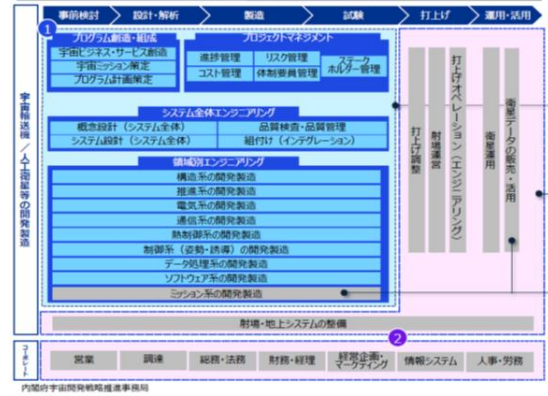 事前検討
設計・解析
製造
試験
打上げ
運用・活用
1
プログラム創造・組成
宇宙ビジネス・サービス創造
宇宙ミッション策定
プログラム計画策定
プロジェクトマネジメント
進捗管理
リスク管理
ステークホルダー管理
コスト管理
体制要員管理
システム全体エンジニアリング
概念設計（システム全体）
品質検査・品質管理
システム設計（システム全体）
組付け（インテグレーション）
領域別エンジニアリング
構造系の開発製造
推進系の開発製造
電気系の開発製造
通信系の開発製造
熱制御系の開発製造
制御系（姿勢・誘導）の開発製造
データ処理系の開発製造
ソフトウェア系の開発製造
ミッション系の開発製造
打上げ調整
射場運営
打上げオペレーション（エンジニアリング）
衛星運用
衛星データの販売・活用
宇宙輸送機／人工衛星等の開発製造
射場・地上システムの整備
2
コーポレート
営業
調達
総務・法務
財務・経理
経営企画・
マーケティング
情報システム
人事・労務
内閣府宇宙開発戦略推進事務局